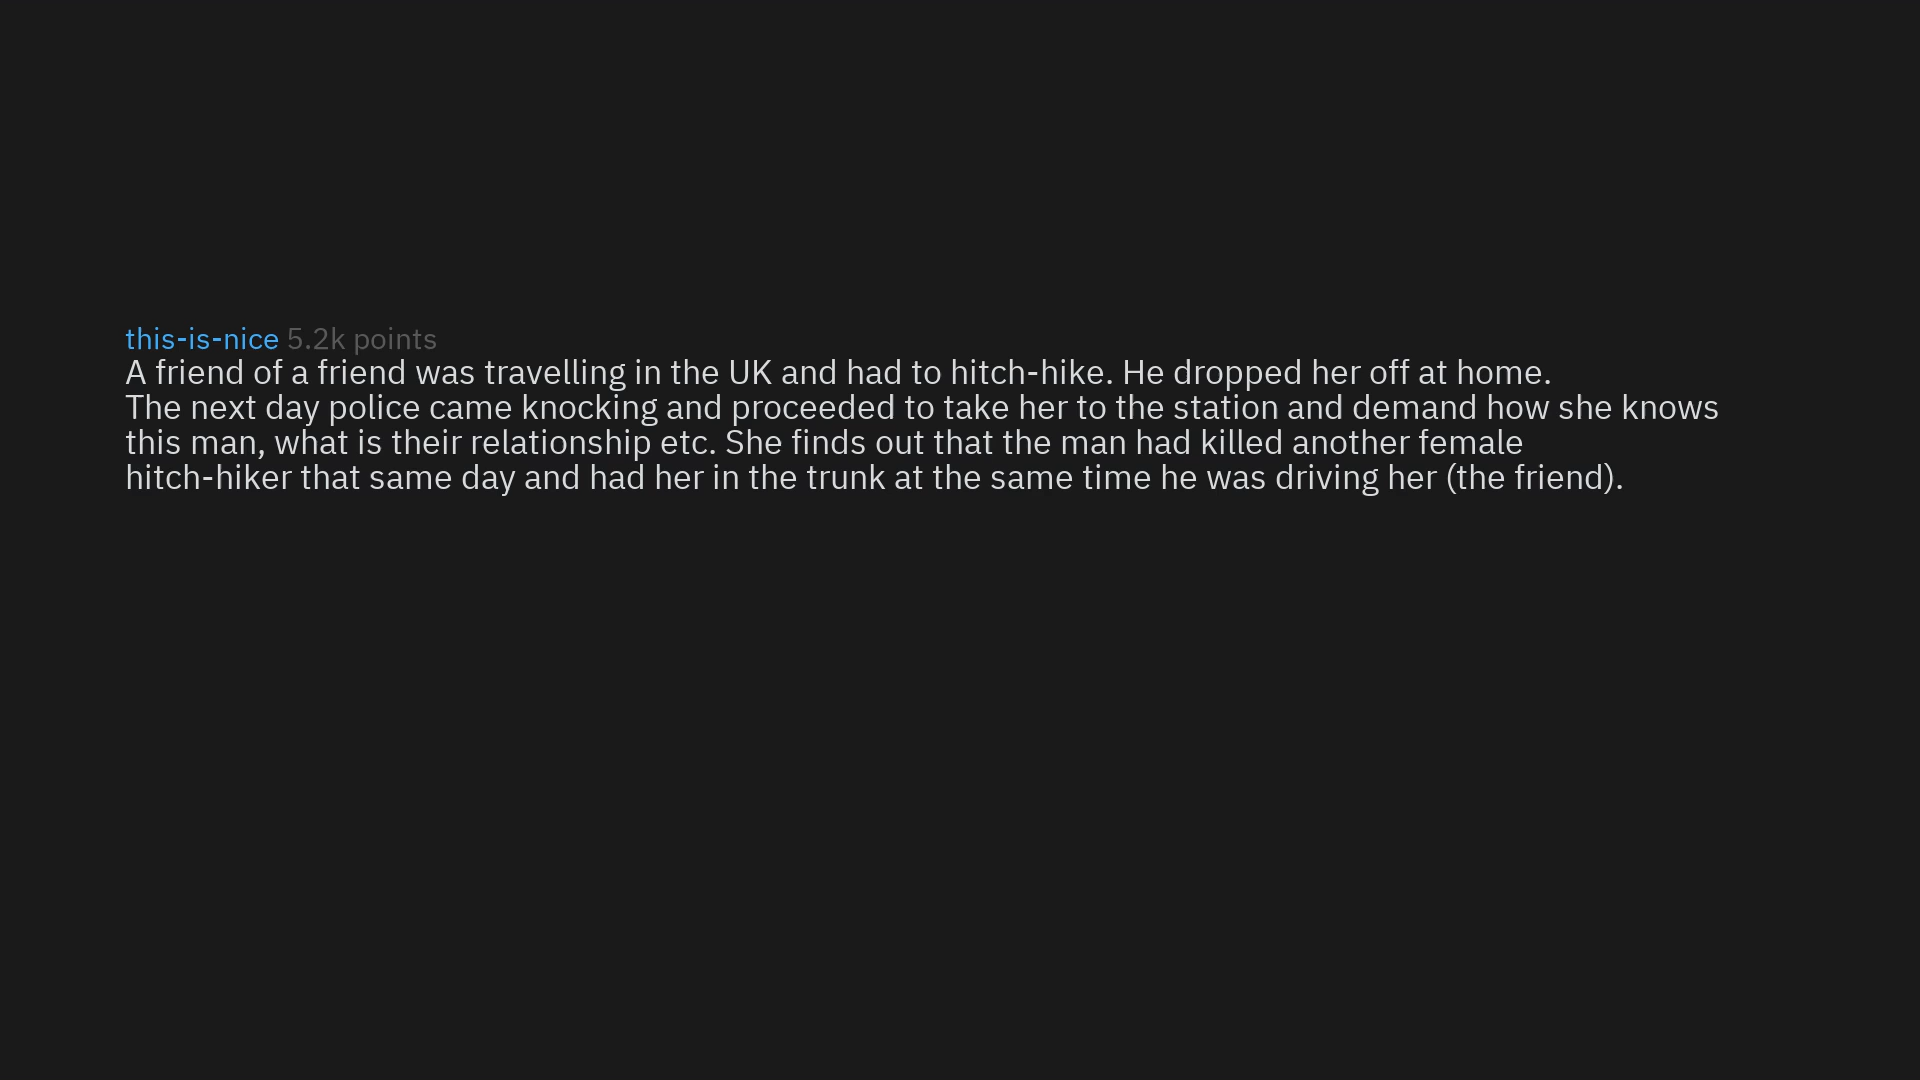 this-is-nice 5.2k points
A friend of a friend was travelling in the UK and had to hitch-hike. He dropped her off at home.
The next day police came knocking and proceeded to take her to the station and demand how she knows
this man, what is their relationship etc. She finds out that the man had killed another female
hitch-hiker that same day and had her in the trunk at the same time he was driving her (the friend).